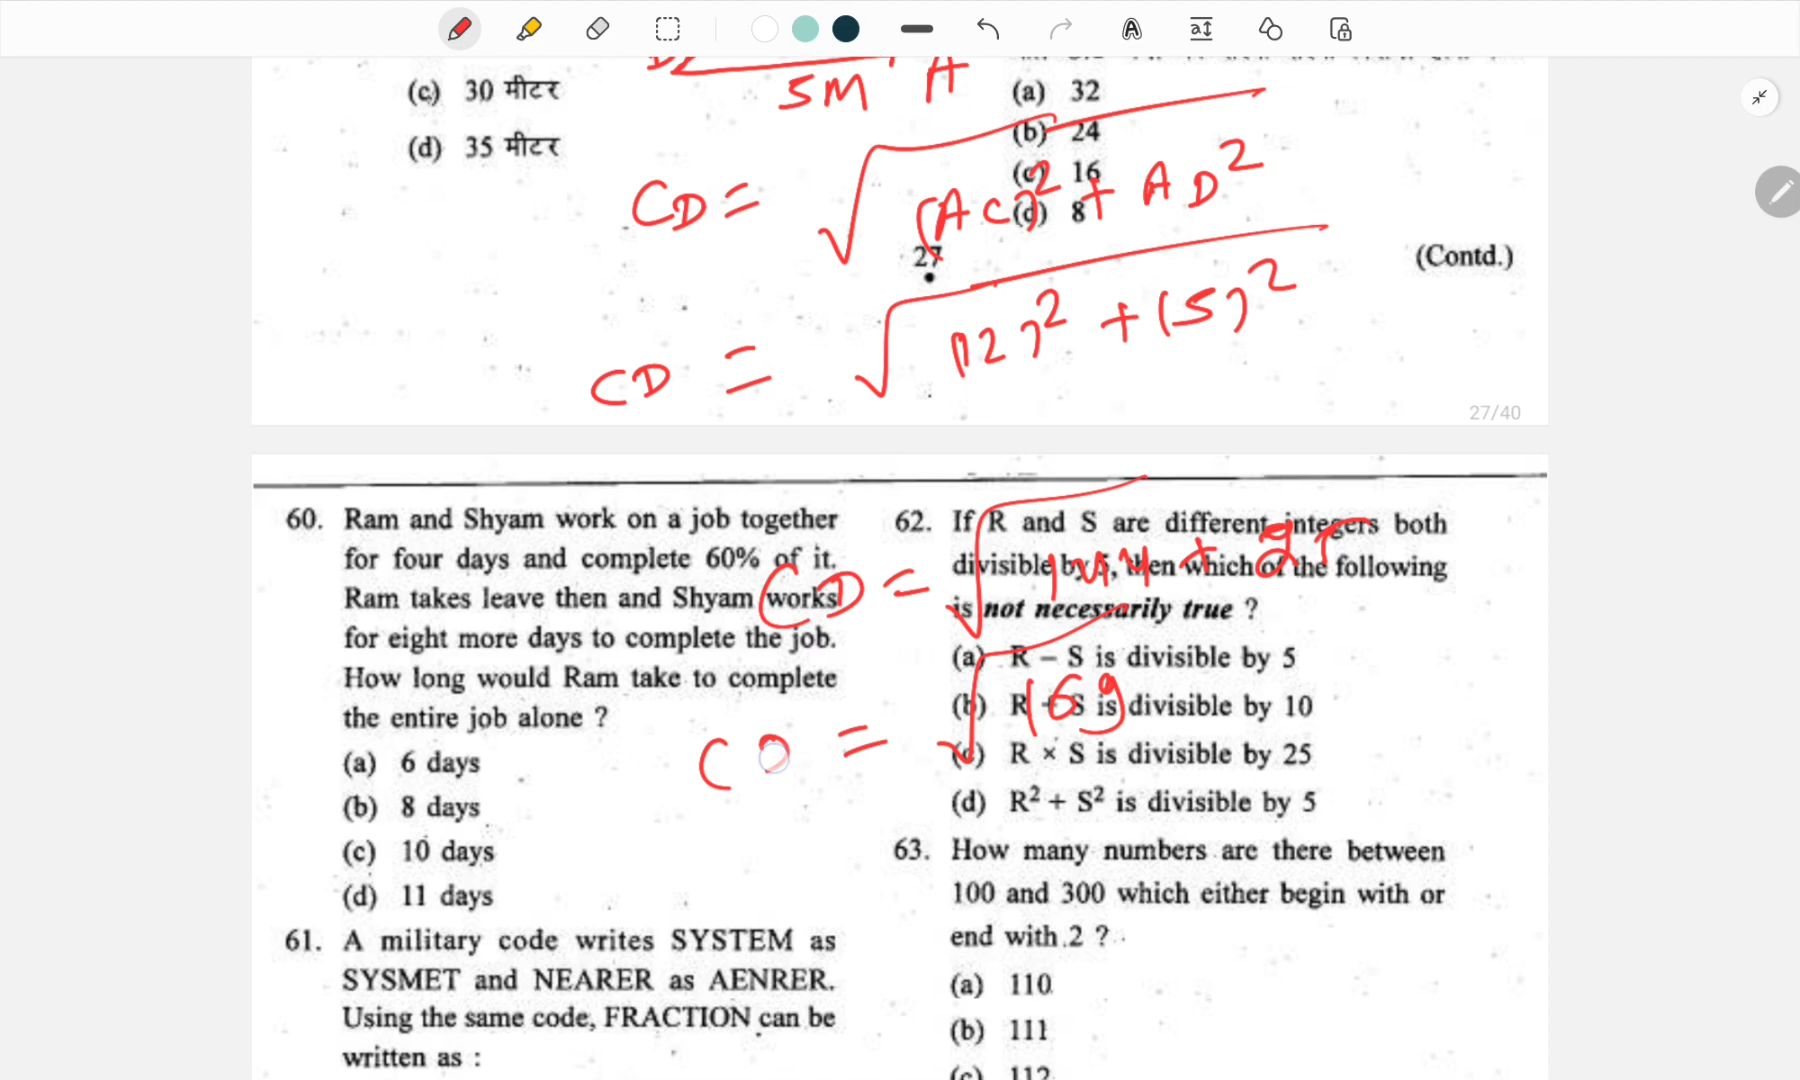 (c) 30 मीटर
(d) 35 मीटर
5M A
(a) 32
(b) 24
(c) 16
(d) 8
CD = √(AC)² + AD²
27
(Contd.)
CD = √(12)² + (5)²
27/40
60. Ram and Shyam work on a job together
for four days and complete 60% of it.
Ram takes leave then and Shyam works
for eight more days to complete the job.
How long would Ram take to complete
the entire job alone ?
(a) 6 days
(b) 8 days
(c) 10 days
(d) 11 days
61. A military code writes SYSTEM as
SYSMET and NEARER as AENRER.
Using the same code, FRACTION can be
written as :
CD = √144 + 25
CD = √169
62. If R and S are different integers both
divisible by 5, then which of the following
is not necessarily true ?
(a) R – S is divisible by 5
(b) R + S is divisible by 10
(c) R × S is divisible by 25
(d) R² + S² is divisible by 5
63. How many numbers are there between
100 and 300 which either begin with or
end with 2 ?
(a) 110
(b) 111
(c) 112